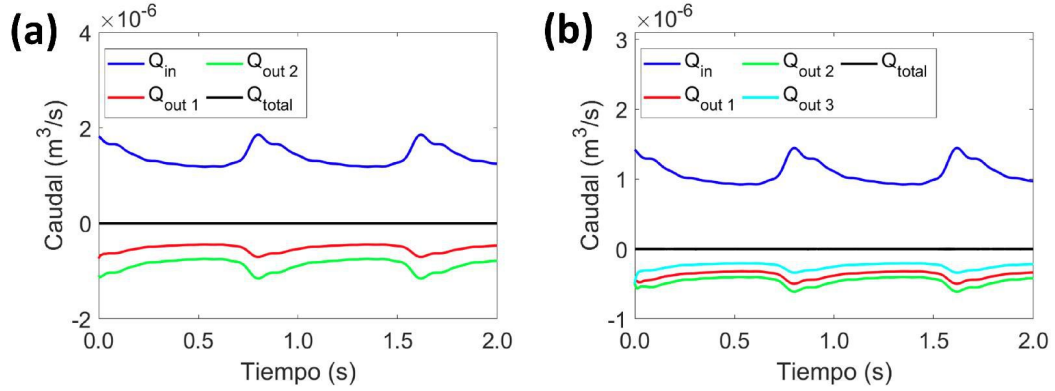 (a)
×10⁻⁶
Caudal (m³/s)
4
2
0
-2
Q_in
Q_out 2
Q_out 1
Q_total
0.0
0.5
1.0
1.5
2.0
Tiempo (s)
(b)
×10⁻⁶
Caudal (m³/s)
3
2
1
0
-1
Q_in
Q_out 2
Q_total
Q_out 1
Q_out 3
0.0
0.5
1.0
1.5
2.0
Tiempo (s)